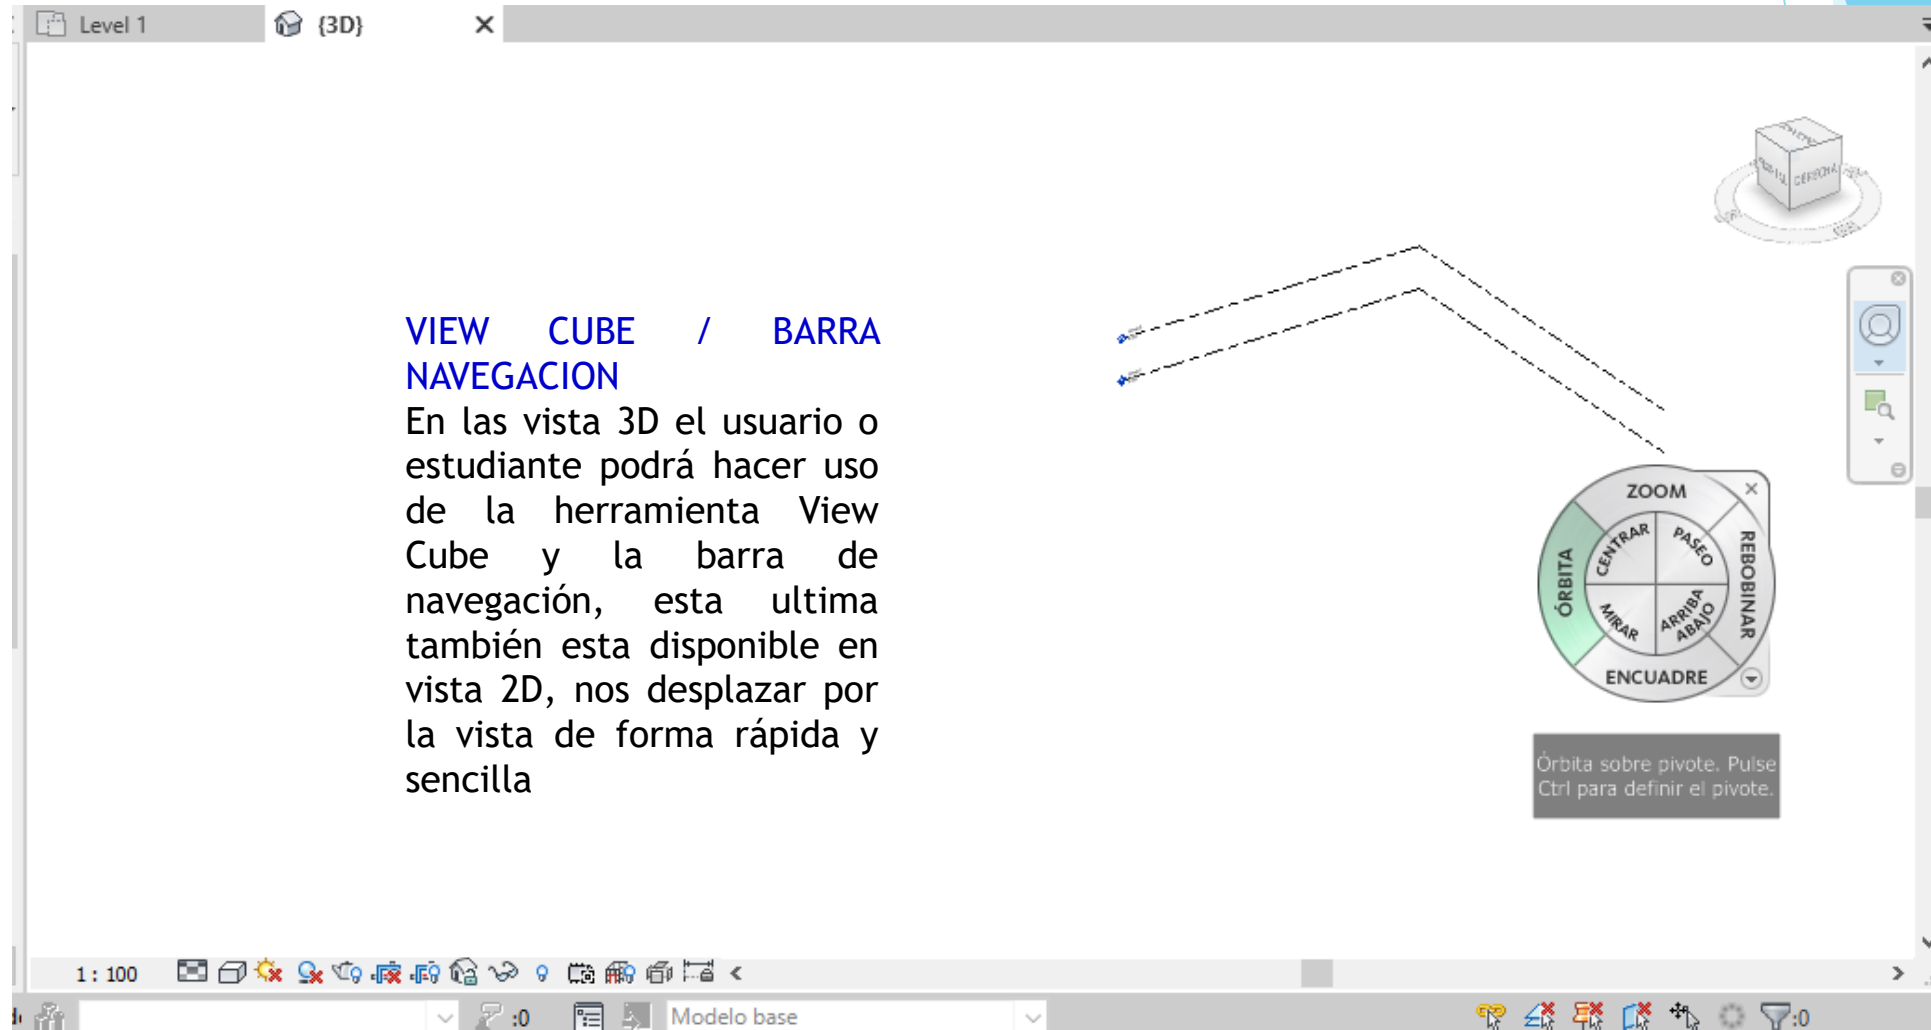 Level 1
{3D}
DERECHA
VIEW CUBE / BARRA
NAVEGACION
En las vista 3D el usuario o
estudiante podrá hacer uso
de la herramienta View
Cube y la barra de
navegación, esta ultima
también esta disponible en
vista 2D, nos desplazar por
la vista de forma rápida y
sencilla
ZOOM
CENTRAR
PASEO
ÓRBITA
REBOBINAR
MIRAR
ARRIBA
ABAJO
ENCUADRE
Órbita sobre pivote. Pulse
Ctrl para definir el pivote.
1 : 100
:0
Modelo base
:0